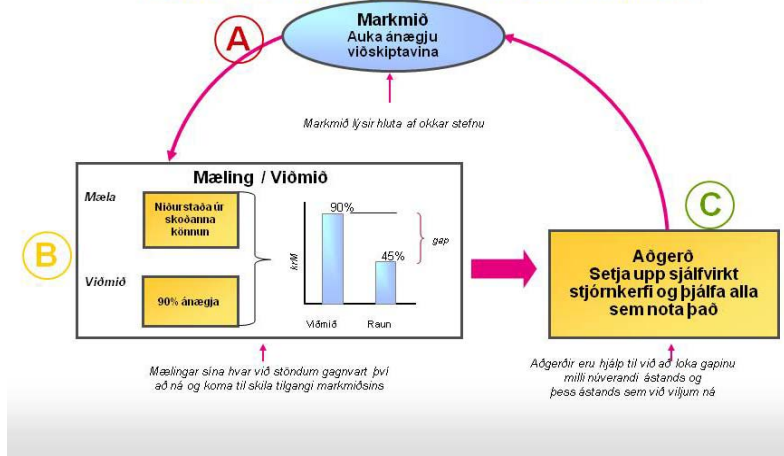 A
Markmið
Auka ánægju
viðskiptavina
Markmið lýsir hluta af okkar stefnu
B
Mæling / Viðmið
Mæla
Niðurstaða úr
skoðanna
könnun
Viðmið
90% ánægja
krM
90%
45%
gap
Viðmið Raun
Mælingar sína hvar við stöndum gagnvart því
að ná og koma til skila tilgangi markmiðsins
C
Aðgerð
Setja upp sjálfvirkt
stjórnkerfi og þjálfa alla
sem nota það
Aðgerðir eru hjálp til við að loka gapinu
milli núverandi ástands og
þess ástands sem við viljum ná